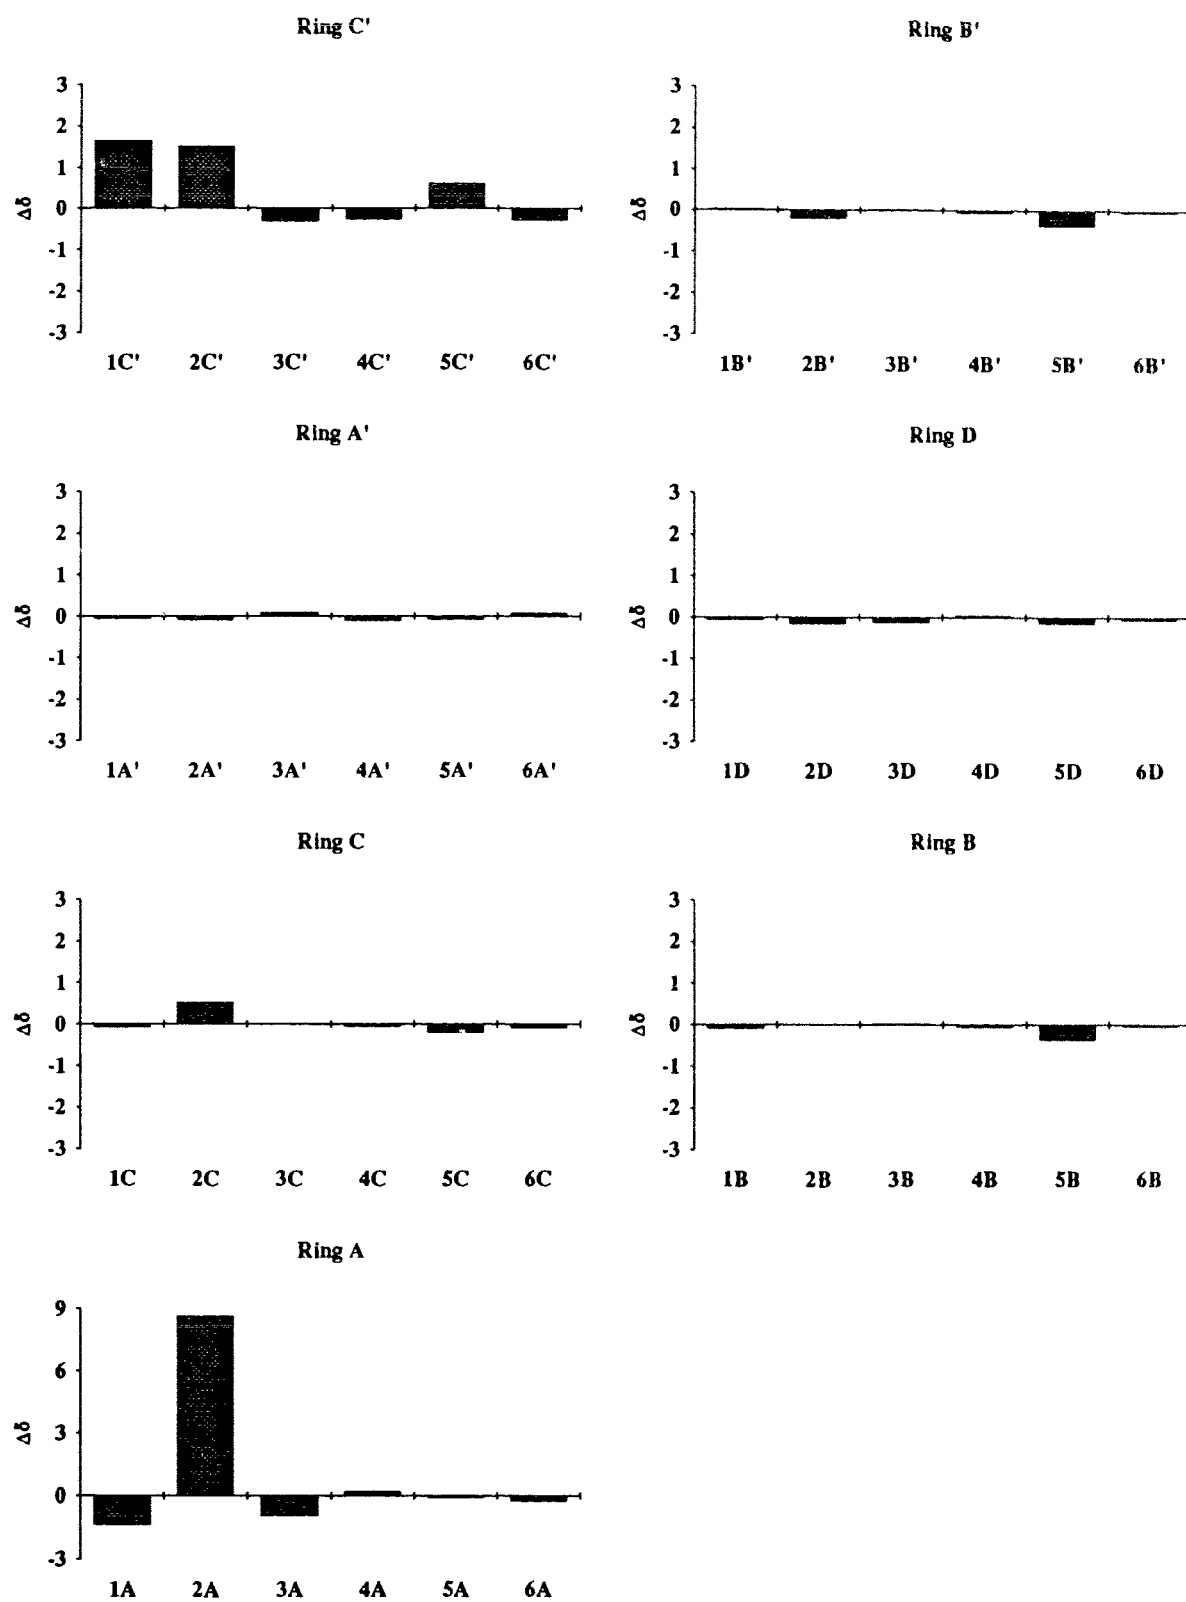 Ring C'
3
2
1
0
-1
-2
-3
Δδ
1C' 2C' 3C' 4C' 5C' 6C'
Ring B'
3
2
1
0
-1
-2
-3
Δδ
1B' 2B' 3B' 4B' 5B' 6B'
Ring A'
3
2
1
0
-1
-2
-3
Δδ
1A' 2A' 3A' 4A' 5A' 6A'
Ring D
3
2
1
0
-1
-2
-3
Δδ
1D 2D 3D 4D 5D 6D
Ring C
3
2
1
0
-1
-2
-3
Δδ
1C 2C 3C 4C 5C 6C
Ring B
3
2
1
0
-1
-2
-3
Δδ
1B 2B 3B 4B 5B 6B
Ring A
9
6
3
0
-3
Δδ
1A 2A 3A 4A 5A 6A